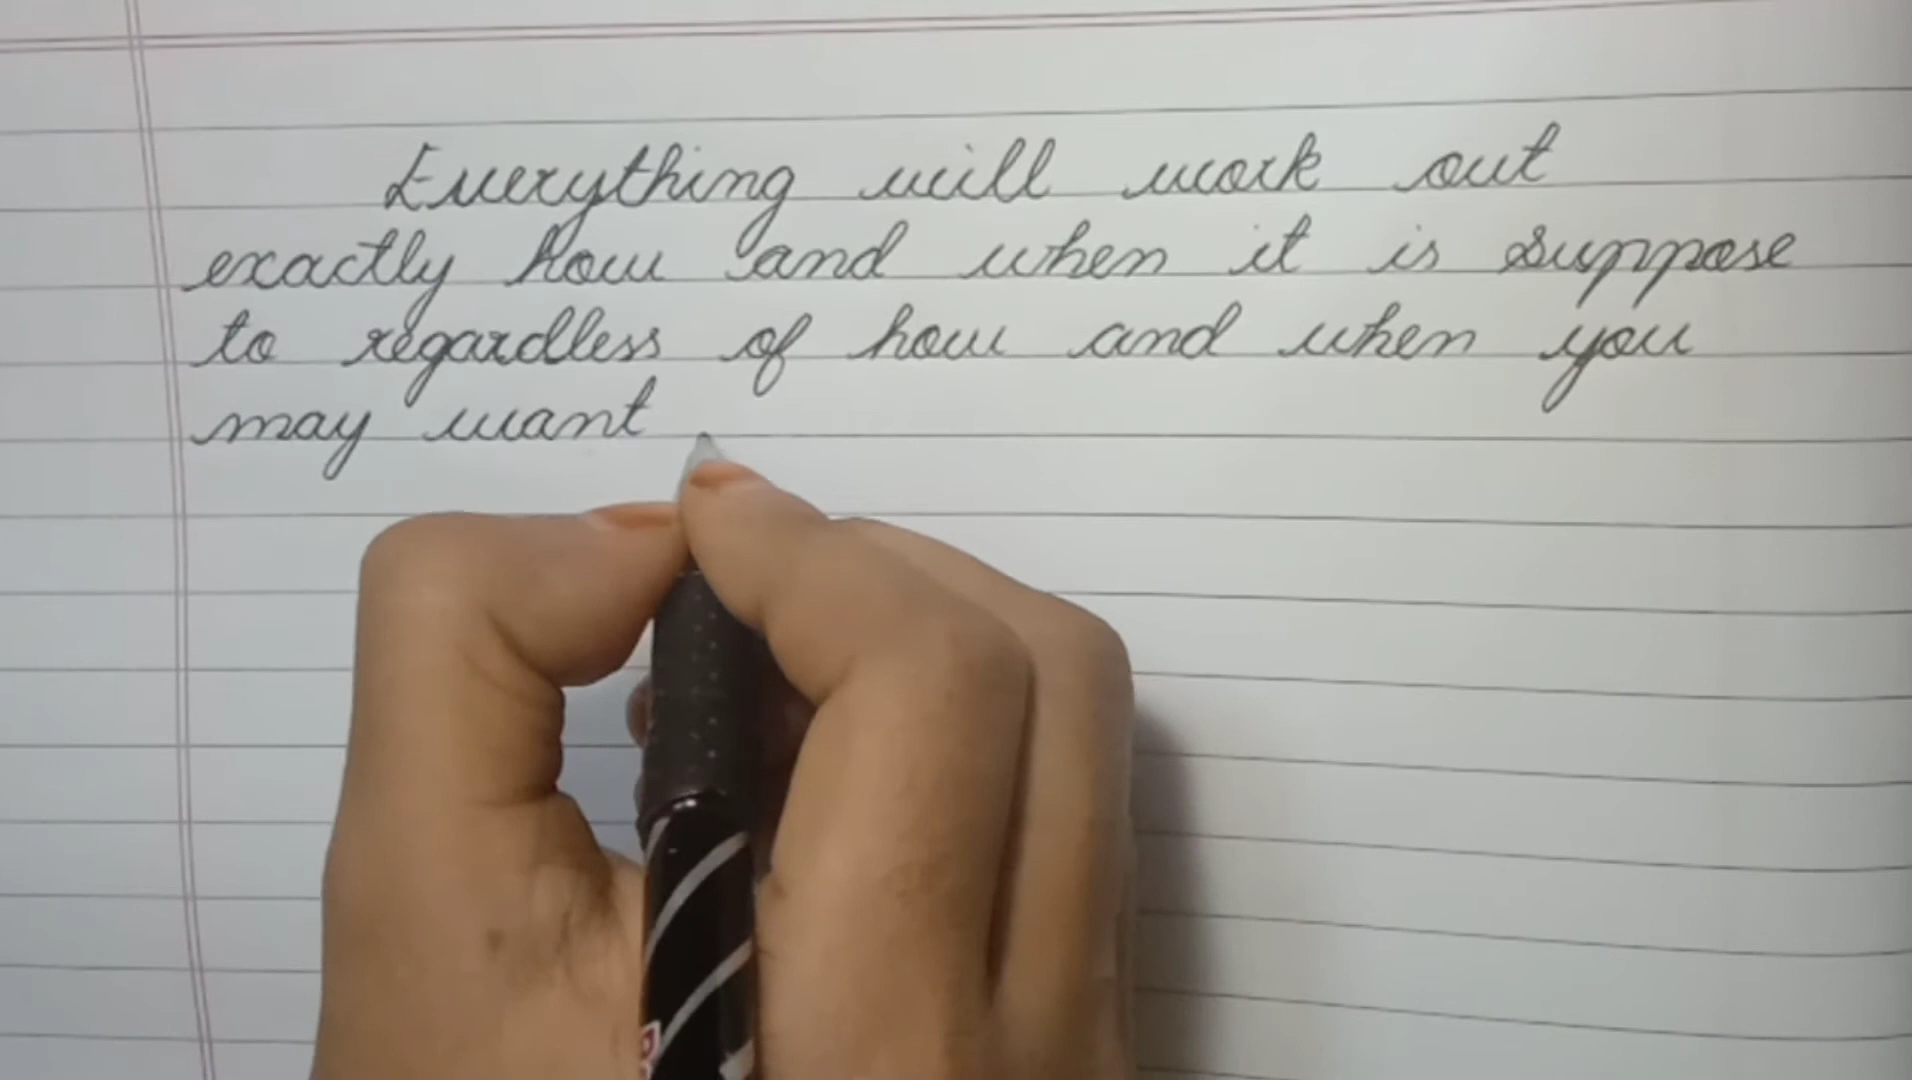 Everything will work out
exactly how and when it is suppose
to regardless of how and when you
may want